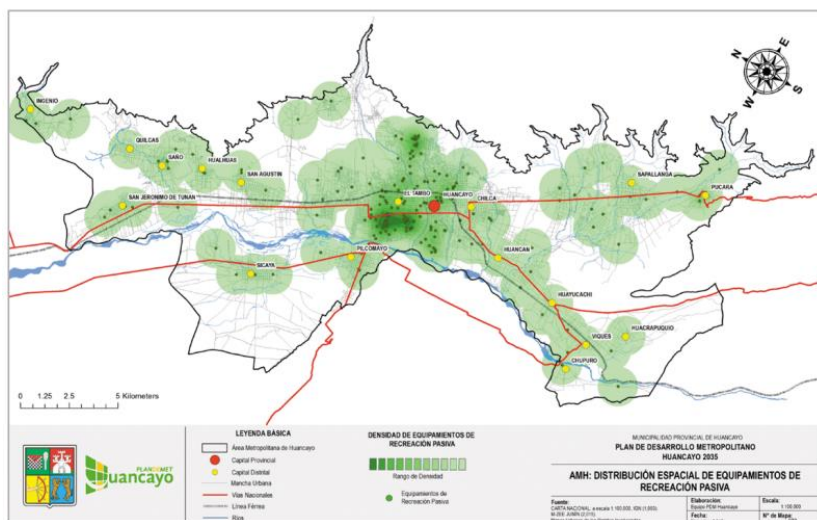 N
E
W
S
INGENIO
QUILCAS
SAÑO
HUALHUAS
SAN AGUSTIN
SAN JERONIMO DE TUNAN
SICAYA
PILCOMAYO
EL TAMBO
HUANCAYO
CHILCA
SAPALLANGA
PUCARA
HUANCAN
HUAYUCACHI
VIQUES
HUACRAPUQUIO
CHUPURO
0 1.25 2.5 5 Kilometers
PLANDEMET
Huancayo
LEYENDA BÁSICA
Área Metropolitana de Huancayo
Capital Provincial
Capital Distrital
Mancha Urbana
Vías Nacionales
Línea Férrea
Ríos
DENSIDAD DE EQUIPAMIENTOS DE
RECREACIÓN PASIVA
Rango de Densidad
Equipamientos de
Recreación Pasiva
MUNICIPALIDAD PROVINCIAL DE HUANCAYO
PLAN DE DESARROLLO METROPOLITANO
HUANCAYO 2035
AMH: DISTRIBUCIÓN ESPACIAL DE EQUIPAMIENTOS DE
RECREACIÓN PASIVA
Fuente:
Elaboración:
Equipo PDM Huancayo
Escala:
Fecha:
N° de Mapa: